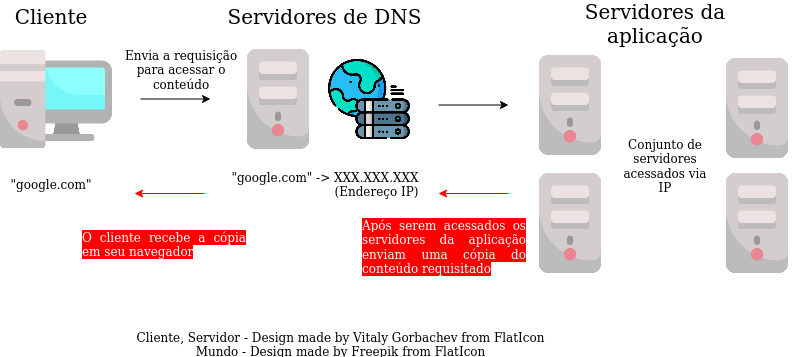 Cliente
Servidores de DNS
Servidores da
aplicação
Envia a requisição
para acessar o
conteúdo
Conjunto de
servidores
acessados via
IP
"google.com"
"google.com" -> XXX.XXX.XXX
(Endereço IP)
O cliente recebe a cópia
em seu navegador
Após serem acessados os
servidores da aplicação
enviam uma cópia do
conteúdo requisitado
Cliente, Servidor - Design made by Vitaly Gorbachev from FlatIcon
Mundo - Design made by Freepik from FlatIcon